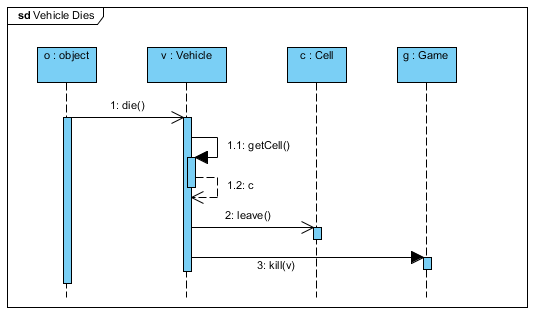 sd Vehicle Dies
o : object
v : Vehicle
c : Cell
g : Game
1: die()
1.1: getCell()
1.2: c
2: leave()
3: kill(v)